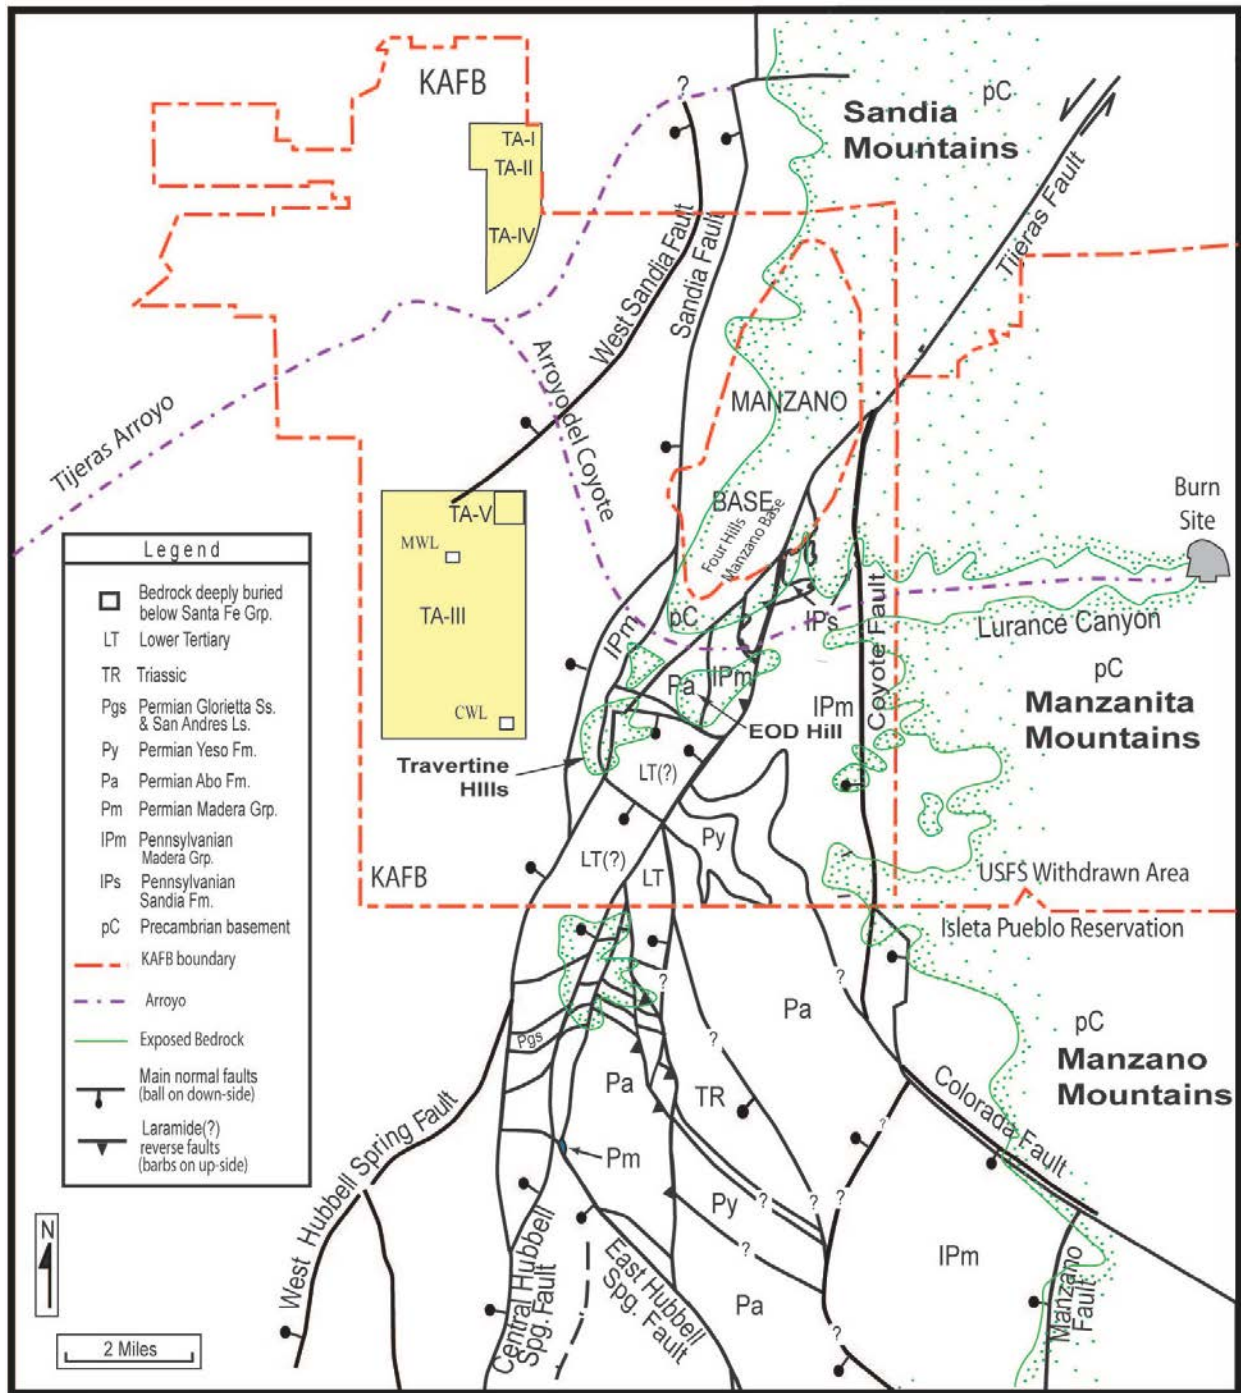 KAFB
?
pC
Sandia
Mountains
TA-I
TA-II
TA-IV
West Sandia Fault
Sandia Fault
Tijeras Fault
Tijeras Arroyo
Arroyo del Coyote
MANZANO
BASE
Four Hills
Manzano Base
Burn
Site
TA-V
MWL
TA-III
CWL
IPm
pC
IPs
Coyote Fault
Lurance Canyon
pC
Manzanita
Mountains
Pa
IPm
IPm
EOD Hill
Travertine
HIlls
LT(?)
LT(?)
LT
Py
KAFB
USFS Withdrawn Area
Isleta Pueblo Reservation
Legend
Bedrock deeply buried
below Santa Fe Grp.
LT Lower Tertiary
TR Triassic
Pgs Permian Glorietta Ss.
& San Andres Ls.
Py Permian Yeso Fm.
Pa Permian Abo Fm.
Pm Permian Madera Grp.
IPm Pennsylvanian
Madera Grp.
IPs Pennsylvanian
Sandia Fm.
pC Precambrian basement
KAFB boundary
Arroyo
Exposed Bedrock
Main normal faults
(ball on down-side)
Laramide(?)
reverse faults
(barbs on up-side)
?
?
?
?
Pa
pC
Manzano
Mountains
Pgs
Pa
TR
Colorada Fault
Pm
?
?
?
?
?
?
Py
West Hubbell Spring Fault
Central Hubbell
Spg. Fault
East Hubbell
Spg. Fault
Pa
IPm
Manzano
Fault
N
2 Miles